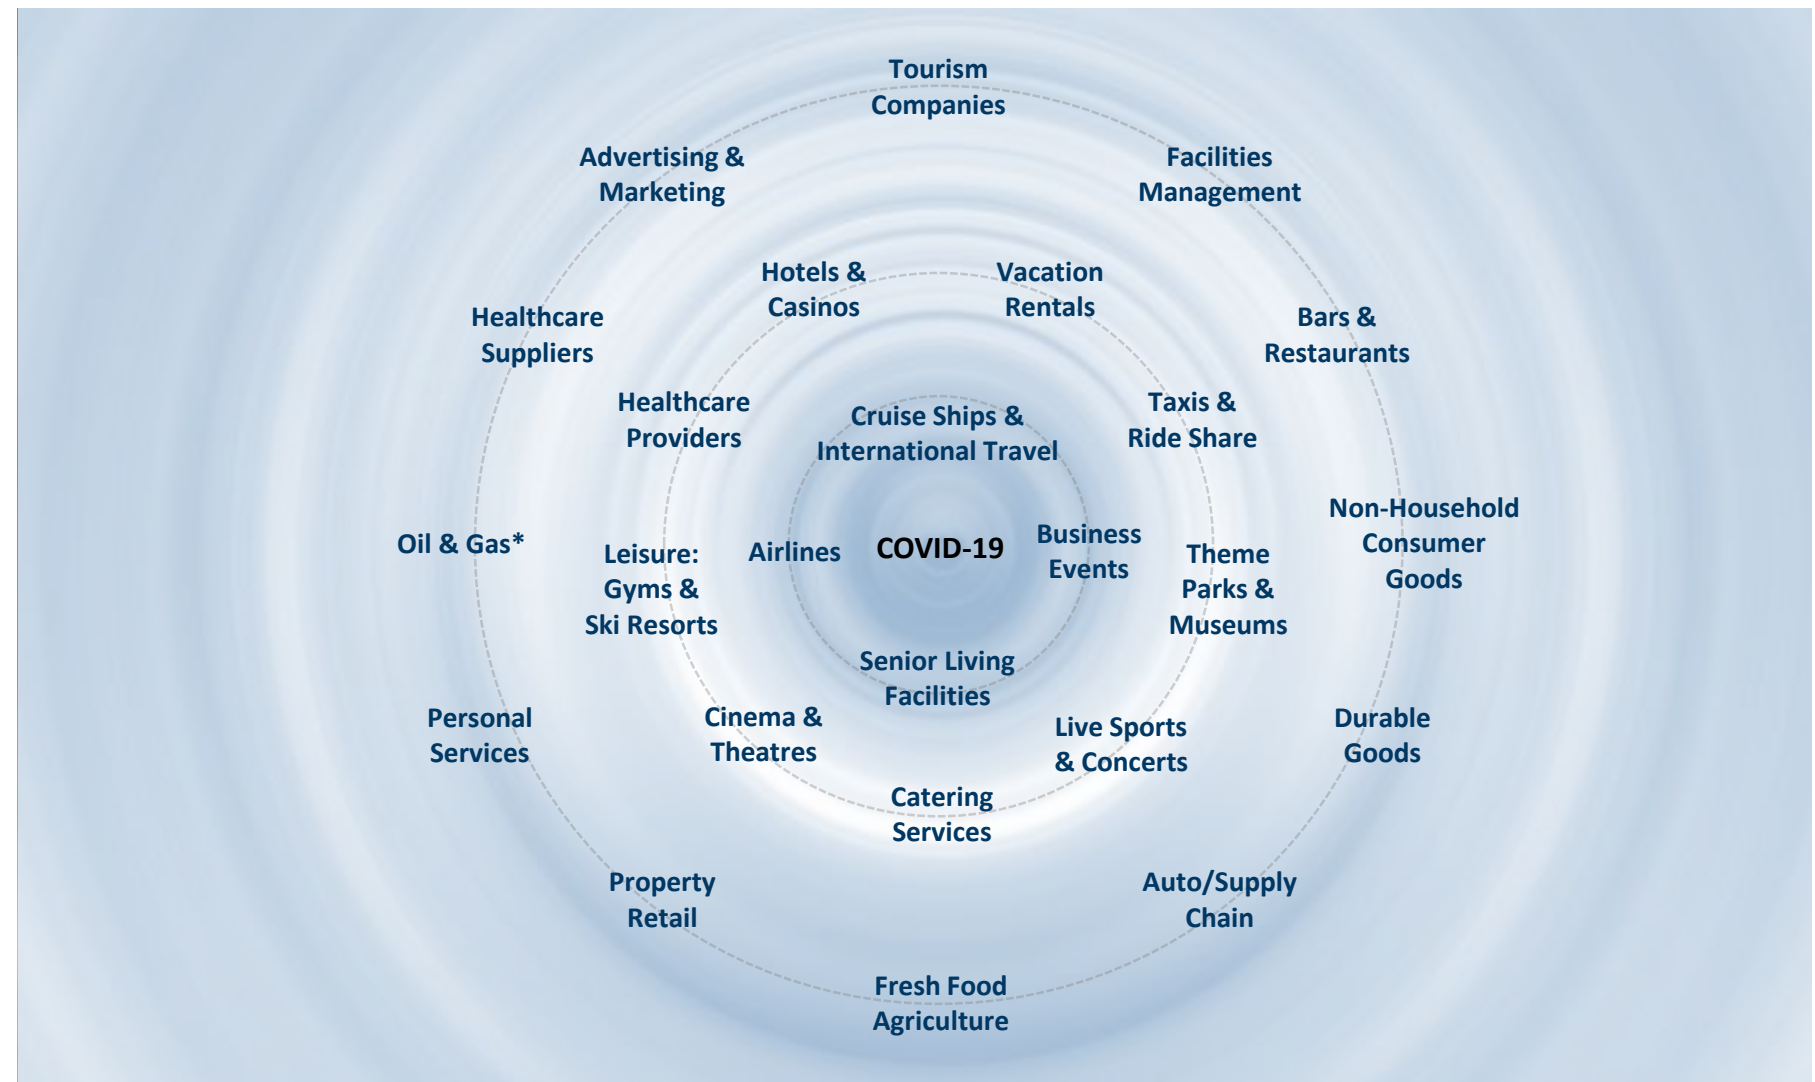 Tourism
Companies
Advertising &
Marketing
Facilities
Management
Hotels &
Casinos
Vacation
Rentals
Healthcare
Suppliers
Bars &
Restaurants
Healthcare
Providers
Cruise Ships &
International Travel
Taxis &
Ride Share
Oil & Gas*
Leisure:
Gyms &
Ski Resorts
Airlines
COVID-19
Business
Events
Theme
Parks &
Museums
Non-Household
Consumer
Goods
Senior Living
Facilities
Personal
Services
Cinema &
Theatres
Live Sports
& Concerts
Durable
Goods
Catering
Services
Property
Retail
Auto/Supply
Chain
Fresh Food
Agriculture